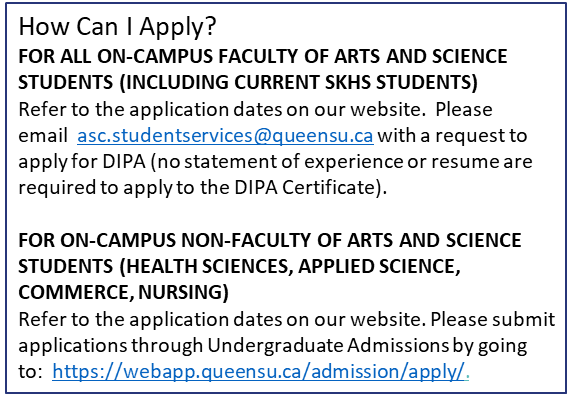 How Can I Apply?
FOR ALL ON-CAMPUS FACULTY OF ARTS AND SCIENCE
STUDENTS (INCLUDING CURRENT SKHS STUDENTS)
Refer to the application dates on our website.  Please
email  asc.studentservices@queensu.ca with a request to
apply for DIPA (no statement of experience or resume are
required to apply to the DIPA Certificate).

FOR ON-CAMPUS NON-FACULTY OF ARTS AND SCIENCE
STUDENTS (HEALTH SCIENCES, APPLIED SCIENCE,
COMMERCE, NURSING)
Refer to the application dates on our website. Please submit
applications through Undergraduate Admissions by going
to:  https://webapp.queensu.ca/admission/apply/.